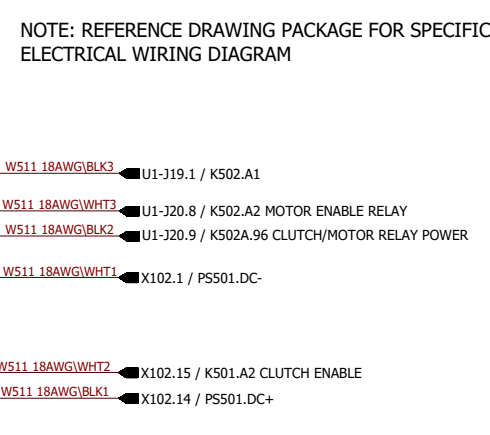 NOTE: REFERENCE DRAWING PACKAGE FOR SPECIFIC
ELECTRICAL WIRING DIAGRAM
W511 18AWG\BLK3 U1-J19.1 / K502.A1
W511 18AWG\WHT3 U1-J20.8 / K502.A2 MOTOR ENABLE RELAY
W511 18AWG\BLK2 U1-J20.9 / K502A.96 CLUTCH/MOTOR RELAY POWER
W511 18AWG\WHT1 X102.1 / PS501.DC-
W511 18AWG\WHT2 X102.15 / K501.A2 CLUTCH ENABLE
W511 18AWG\BLK1 X102.14 / PS501.DC+